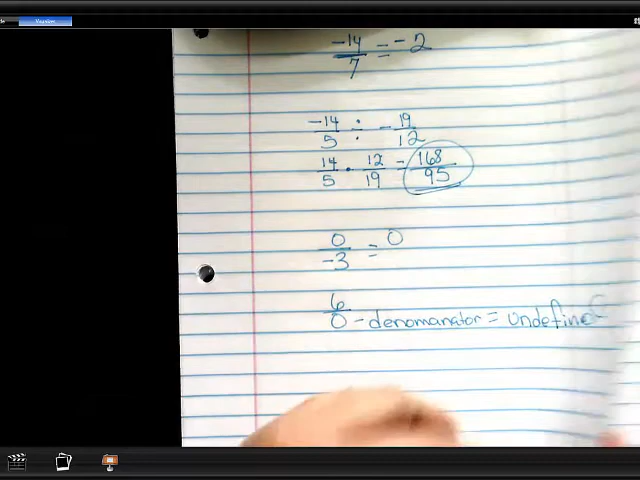 -14/7 = -2
-14/5 ÷ -19/12
14/5 · 12/19 = 168/95
0/-3 = 0
6/0 - denomanator = undefined